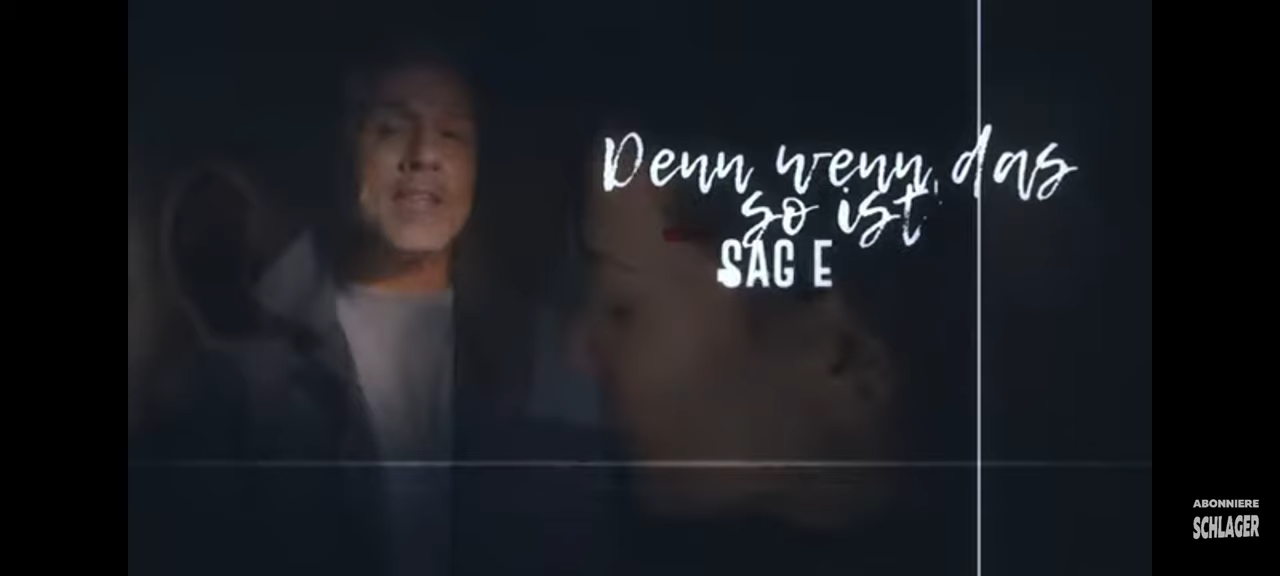 Denn wenn das
so ist
SAG E
ABONNIERE
SCHLAGER